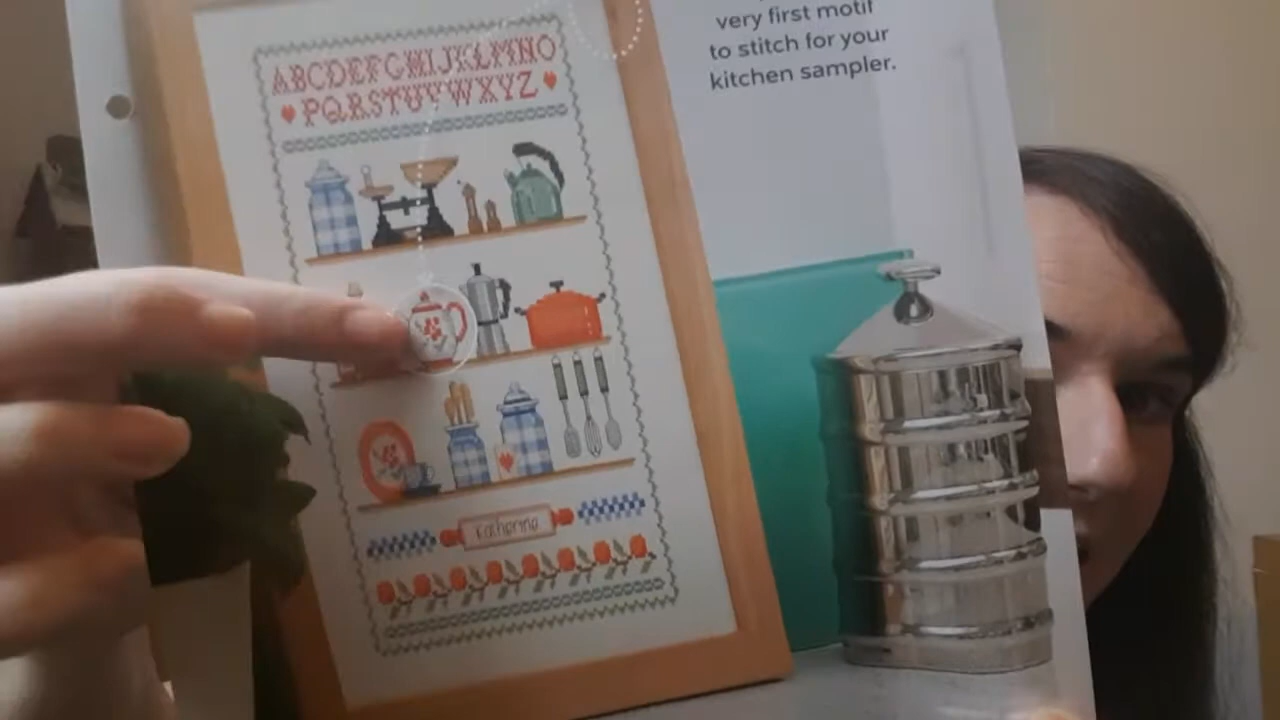 ABCDEFGHIJKLMNO
PQRSTUVWXYZ
Katherine
very first motif
to stitch for your
kitchen sampler.